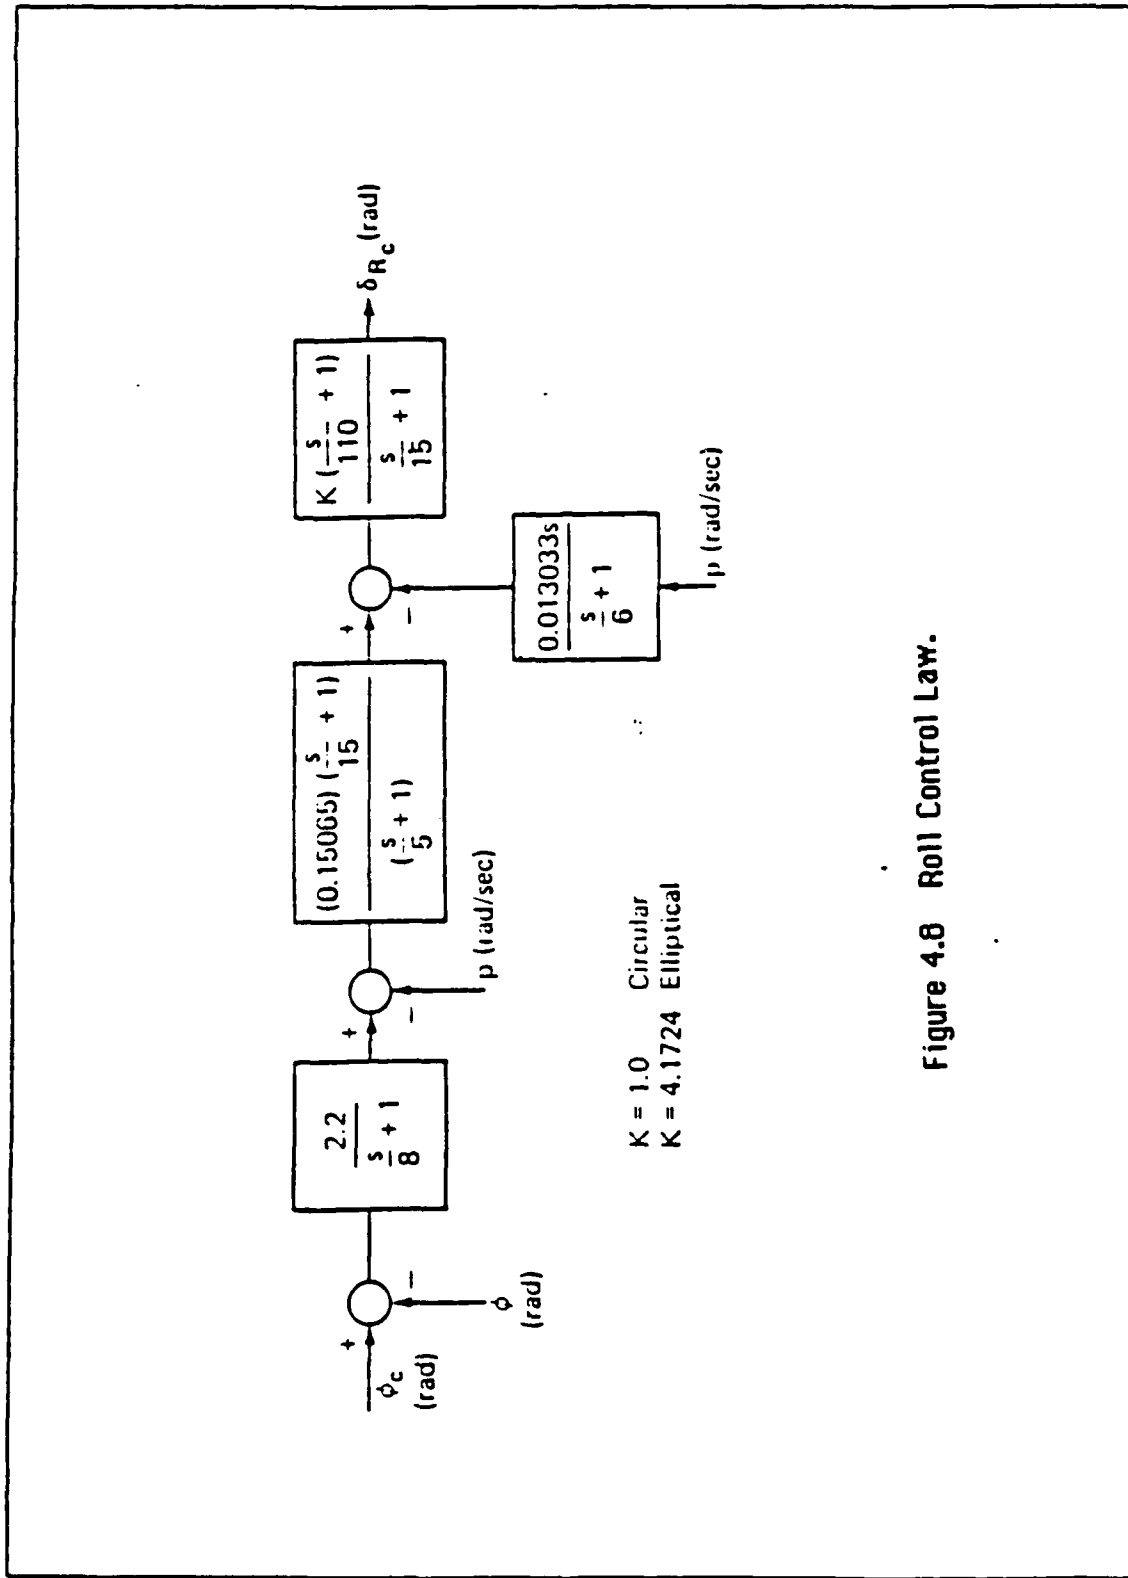 φc
(rad)
+
−
φ
(rad)
2.2
s
8
+ 1
+
−
p (rad/sec)
(0.15065) (s/15 + 1)
(s/5 + 1)
+
−
0.013033s
s/6 + 1
p (rad/sec)
K (s/110 + 1)
s/15 + 1
δRc (rad)
K = 1.0 Circular
K = 4.1724 Elliptical
Figure 4.8 Roll Control Law.